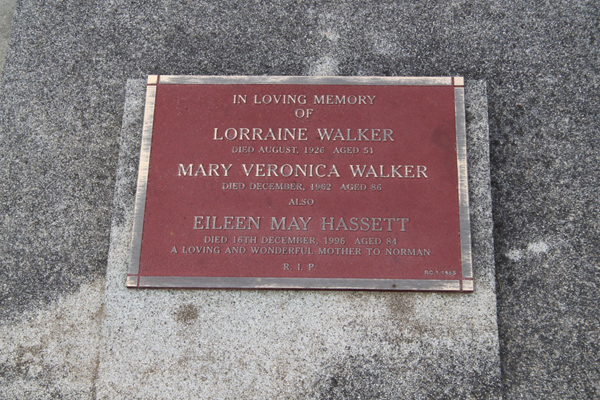 IN LOVING MEMORY
OF
LORRAINE WALKER
DIED AUGUST, 1926 AGED 51
MARY VERONICA WALKER
DIED DECEMBER, 1962 AGED 86
ALSO
EILEEN MAY HASSETT
DIED 16TH DECEMBER, 1996 AGED 84
A LOVING AND WONDERFUL MOTHER TO NORMAN
R. I. P.